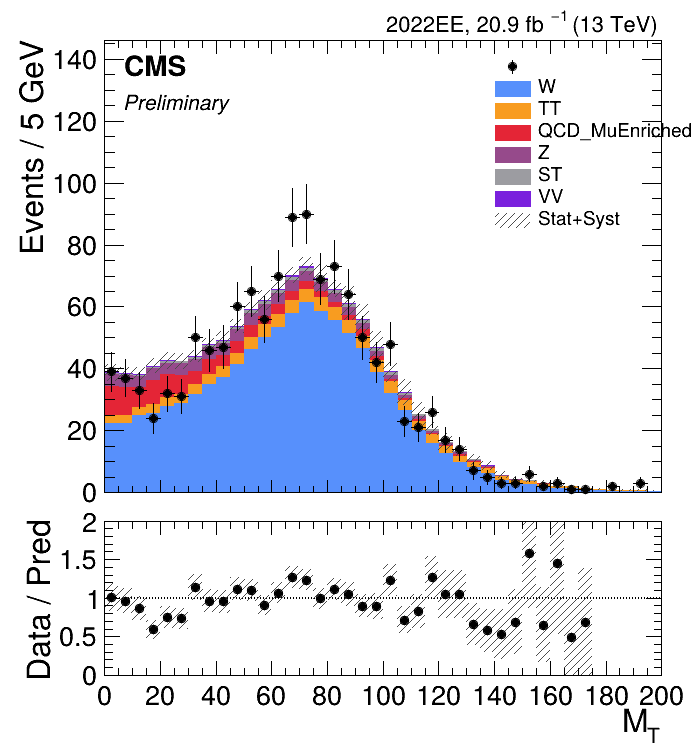 2022EE, 20.9 fb⁻¹ (13 TeV)
CMS
Preliminary
W
TT
QCD_MuEnriched
Z
ST
VV
Stat+Syst
Events / 5 GeV
140
120
100
80
60
40
20
0
Data / Pred
2
1.5
1
0.5
0
0 20 40 60 80 100 120 140 160 180 200
M_T